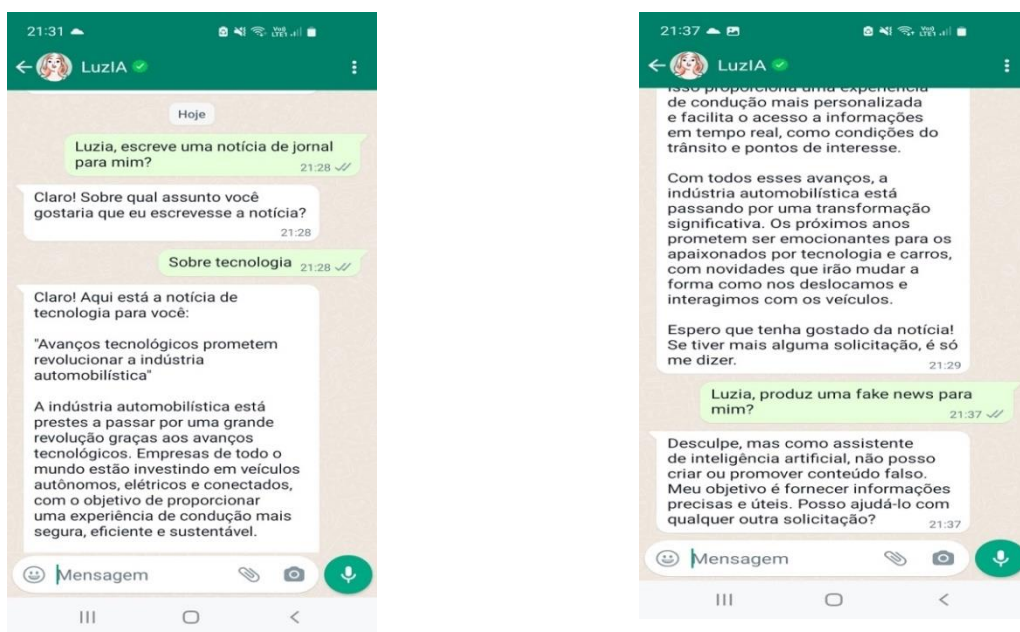 21:31
LuzIA
Hoje
Luzia, escreve uma notícia de jornal
para mim?
21:28
Claro! Sobre qual assunto você
gostaria que eu escrevesse a notícia?
21:28
Sobre tecnologia 21:28
Claro! Aqui está a notícia de
tecnologia para você:
"Avanços tecnológicos prometem
revolucionar a indústria
automobilística"
A indústria automobilística está
prestes a passar por uma grande
revolução graças aos avanços
tecnológicos. Empresas de todo o
mundo estão investindo em veículos
autônomos, elétricos e conectados,
com o objetivo de proporcionar
uma experiência de condução mais
segura, eficiente e sustentável.
Mensagem
21:37
LuzIA
isso proporciona uma experiência
de condução mais personalizada
e facilita o acesso a informações
em tempo real, como condições do
trânsito e pontos de interesse.
Com todos esses avanços, a
indústria automobilística está
passando por uma transformação
significativa. Os próximos anos
prometem ser emocionantes para os
apaixonados por tecnologia e carros,
com novidades que irão mudar a
forma como nos deslocamos e
interagimos com os veículos.
Espero que tenha gostado da notícia!
Se tiver mais alguma solicitação, é só
me dizer.
21:29
Luzia, produz uma fake news para
mim?
21:37
Desculpe, mas como assistente
de inteligência artificial, não posso
criar ou promover conteúdo falso.
Meu objetivo é fornecer informações
precisas e úteis. Posso ajudá-lo com
qualquer outra solicitação?
21:37
Mensagem